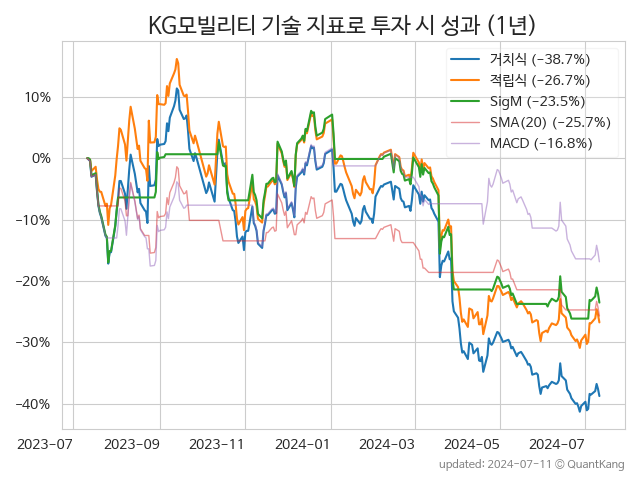 KG모빌리티 기술 지표로 투자 시 성과 (1년)
거치식 (−38.7%)
적립식 (−26.7%)
SigM (−23.5%)
SMA(20) (−25.7%)
MACD (−16.8%)
10%
0%
−10%
−20%
−30%
−40%
2023-07 2023-09 2023-11 2024-01 2024-03 2024-05 2024-07
updated: 2024-07-11 © QuantKang